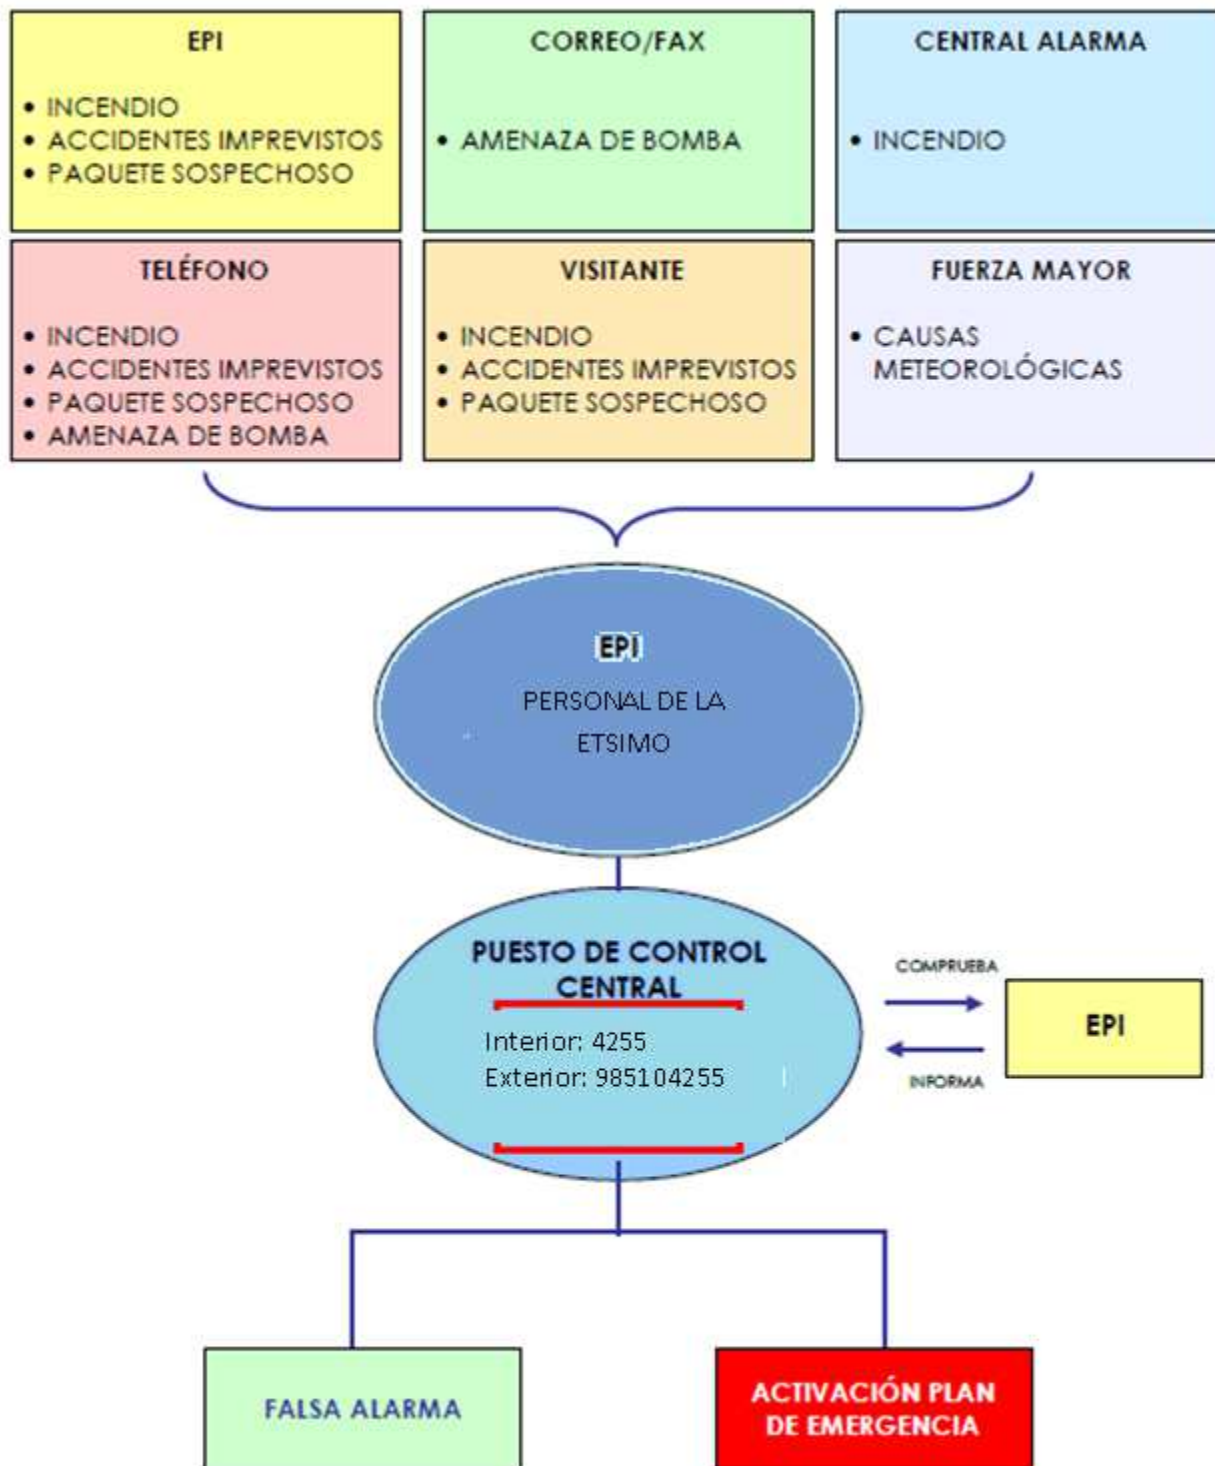 EPI
• INCENDIO
• ACCIDENTES IMPREVISTOS
• PAQUETE SOSPECHOSO
CORREO/FAX
• AMENAZA DE BOMBA
CENTRAL ALARMA
• INCENDIO
TELÉFONO
• INCENDIO
• ACCIDENTES IMPREVISTOS
• PAQUETE SOSPECHOSO
• AMENAZA DE BOMBA
VISITANTE
• INCENDIO
• ACCIDENTES IMPREVISTOS
• PAQUETE SOSPECHOSO
FUERZA MAYOR
• CAUSAS
METEOROLÓGICAS
EPI
PERSONAL DE LA
ETSIMO
PUESTO DE CONTROL
CENTRAL
Interior: 4255
Exterior: 985104255
COMPRUEBA
EPI
INFORMA
FALSA ALARMA
ACTIVACIÓN PLAN
DE EMERGENCIA